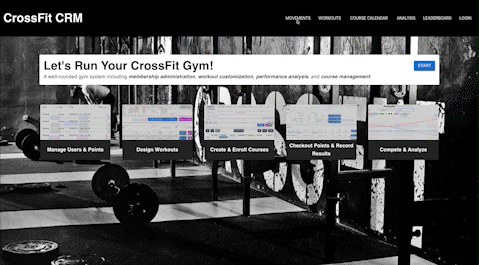 CrossFit CRM
MOVEMENTS WORKOUTS COURSE CALENDAR ANALYSIS LEADERBOARD LOGIN
Let's Run Your CrossFit Gym!
START
A well-rounded gym system including membership administration, workout customization, performance analysis, and course management.
Manage Users & Points
Design Workouts
Create & Enroll Courses
Checkout Points & Record
Results
Compete & Analyze